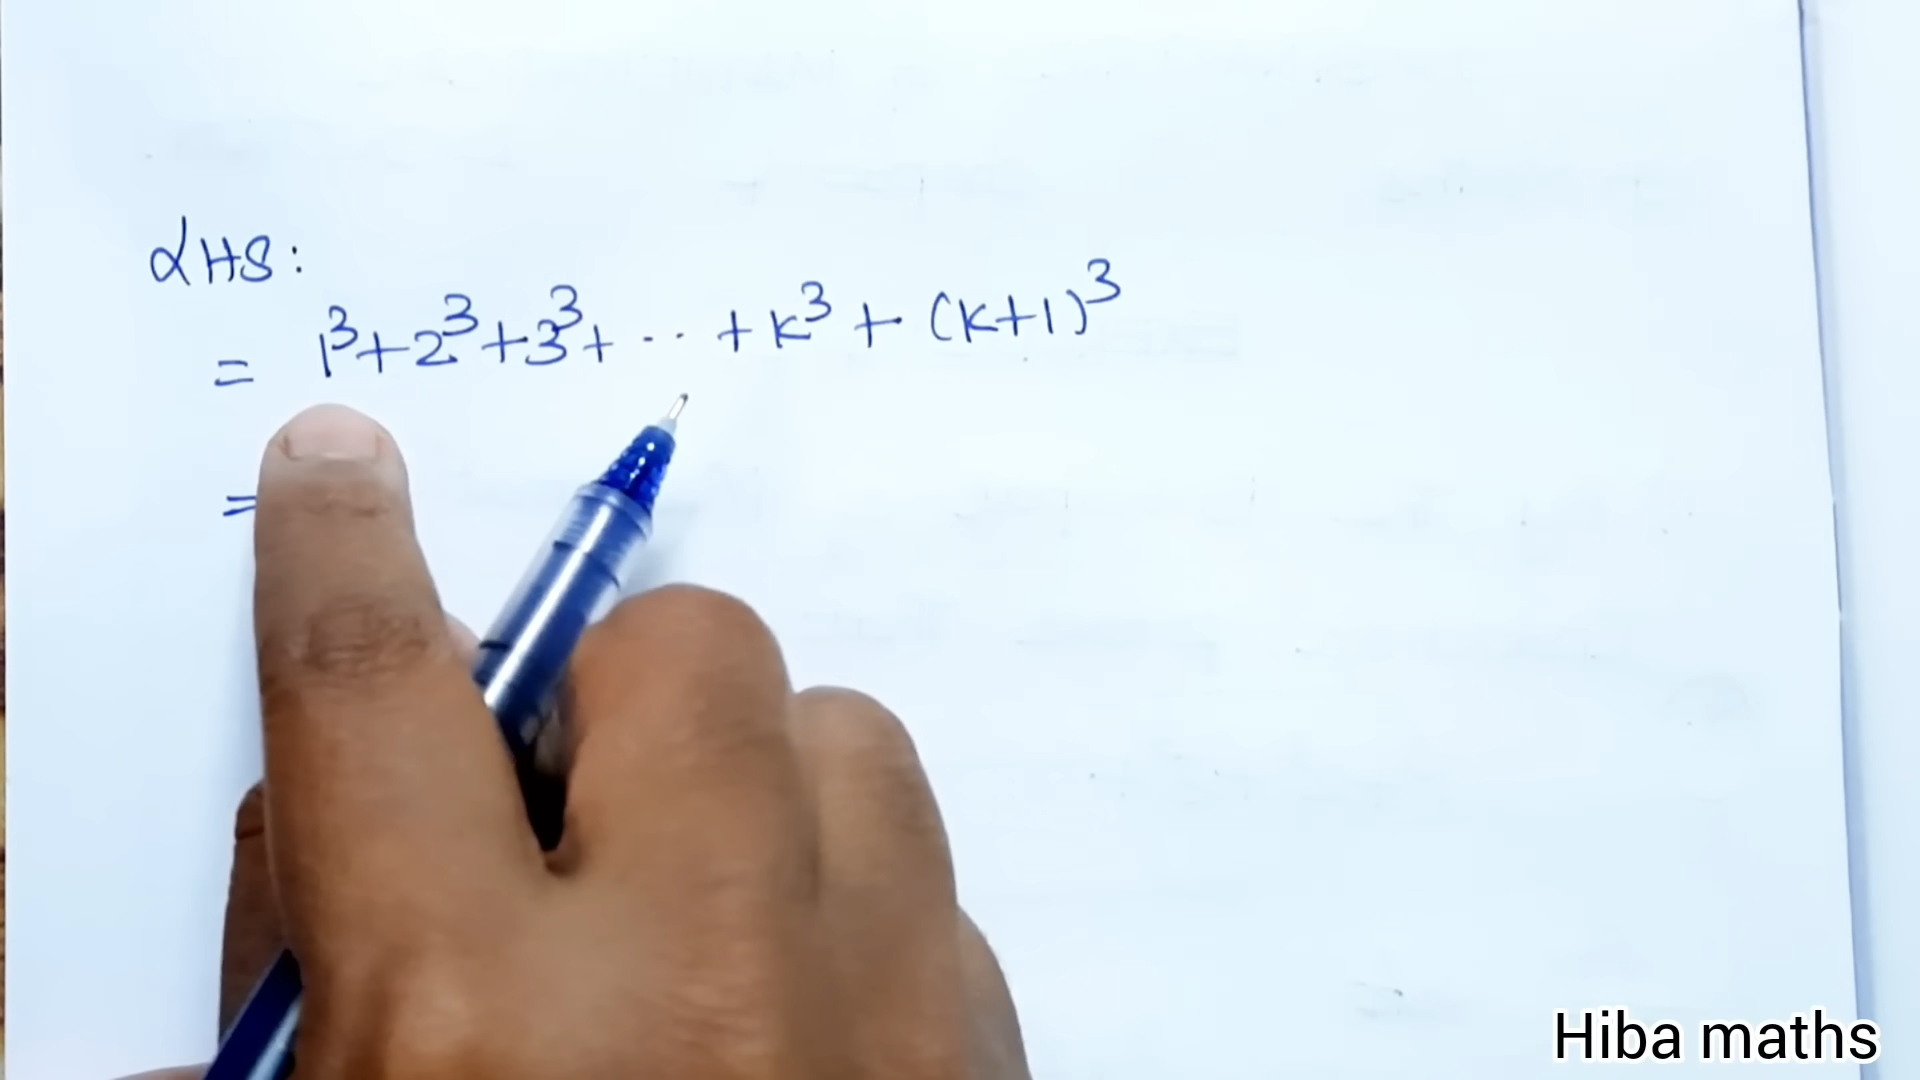 LHS:
= 1³+2³+3³+ ·· +k³ + (k+1)³
=
Hiba maths